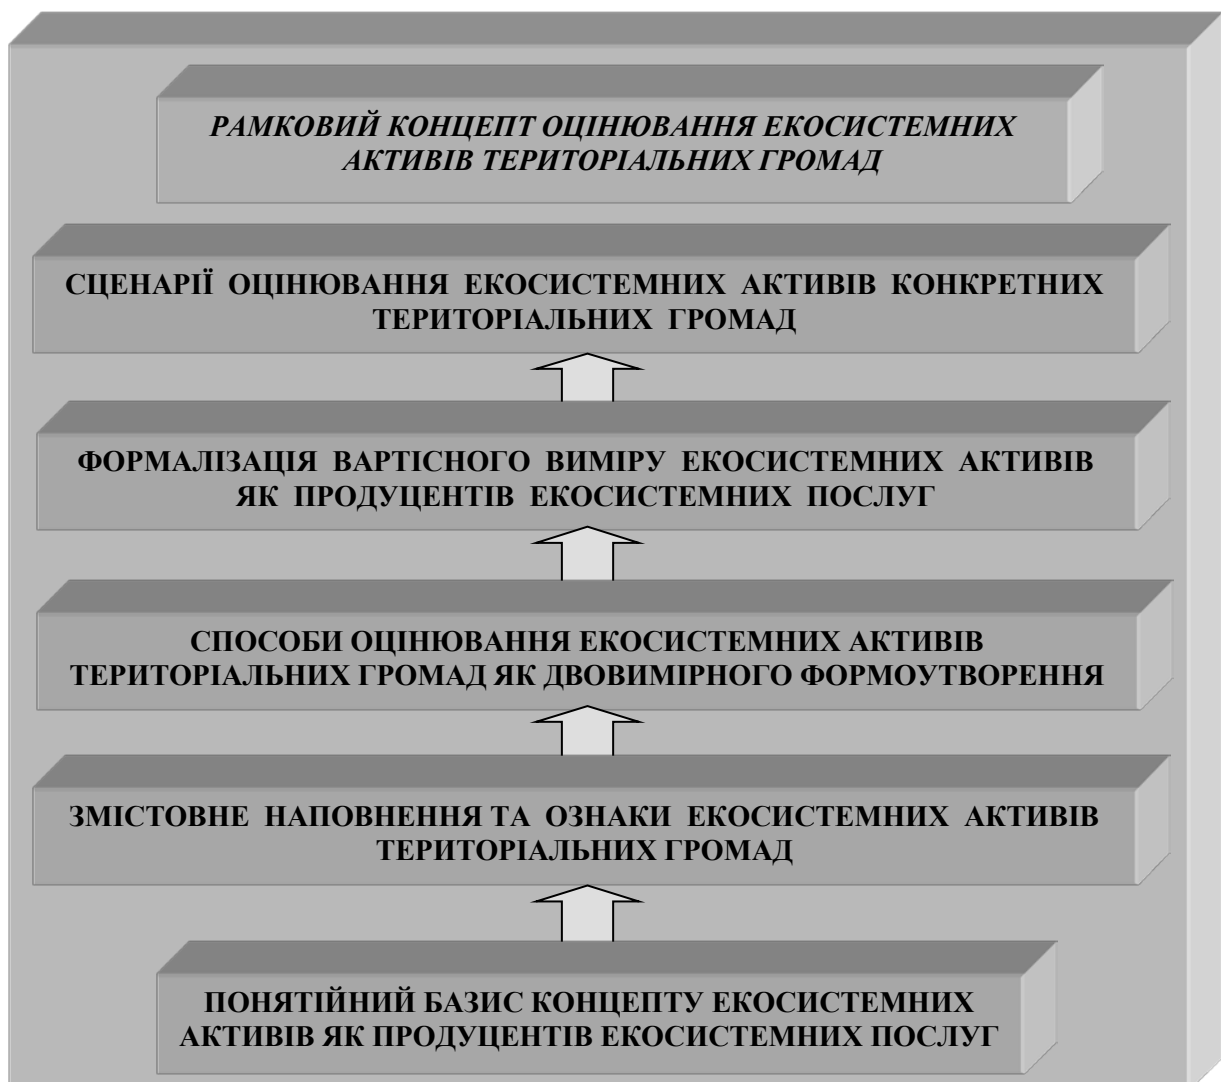 РАМКОВИЙ КОНЦЕПТ ОЦІНЮВАННЯ ЕКОСИСТЕМНИХ
АКТИВІВ ТЕРИТОРІАЛЬНИХ ГРОМАД
СЦЕНАРІЇ ОЦІНЮВАННЯ ЕКОСИСТЕМНИХ АКТИВІВ КОНКРЕТНИХ
ТЕРИТОРІАЛЬНИХ ГРОМАД
ФОРМАЛІЗАЦІЯ ВАРТІСНОГО ВИМІРУ ЕКОСИСТЕМНИХ АКТИВІВ
ЯК ПРОДУЦЕНТІВ ЕКОСИСТЕМНИХ ПОСЛУГ
СПОСОБИ ОЦІНЮВАННЯ ЕКОСИСТЕМНИХ АКТИВІВ
ТЕРИТОРІАЛЬНИХ ГРОМАД ЯК ДВОВИМІРНОГО ФОРМОУТВОРЕННЯ
ЗМІСТОВНЕ НАПОВНЕННЯ ТА ОЗНАКИ ЕКОСИСТЕМНИХ АКТИВІВ
ТЕРИТОРІАЛЬНИХ ГРОМАД
ПОНЯТІЙНИЙ БАЗИС КОНЦЕПТУ ЕКОСИСТЕМНИХ
АКТИВІВ ЯК ПРОДУЦЕНТІВ ЕКОСИСТЕМНИХ ПОСЛУГ